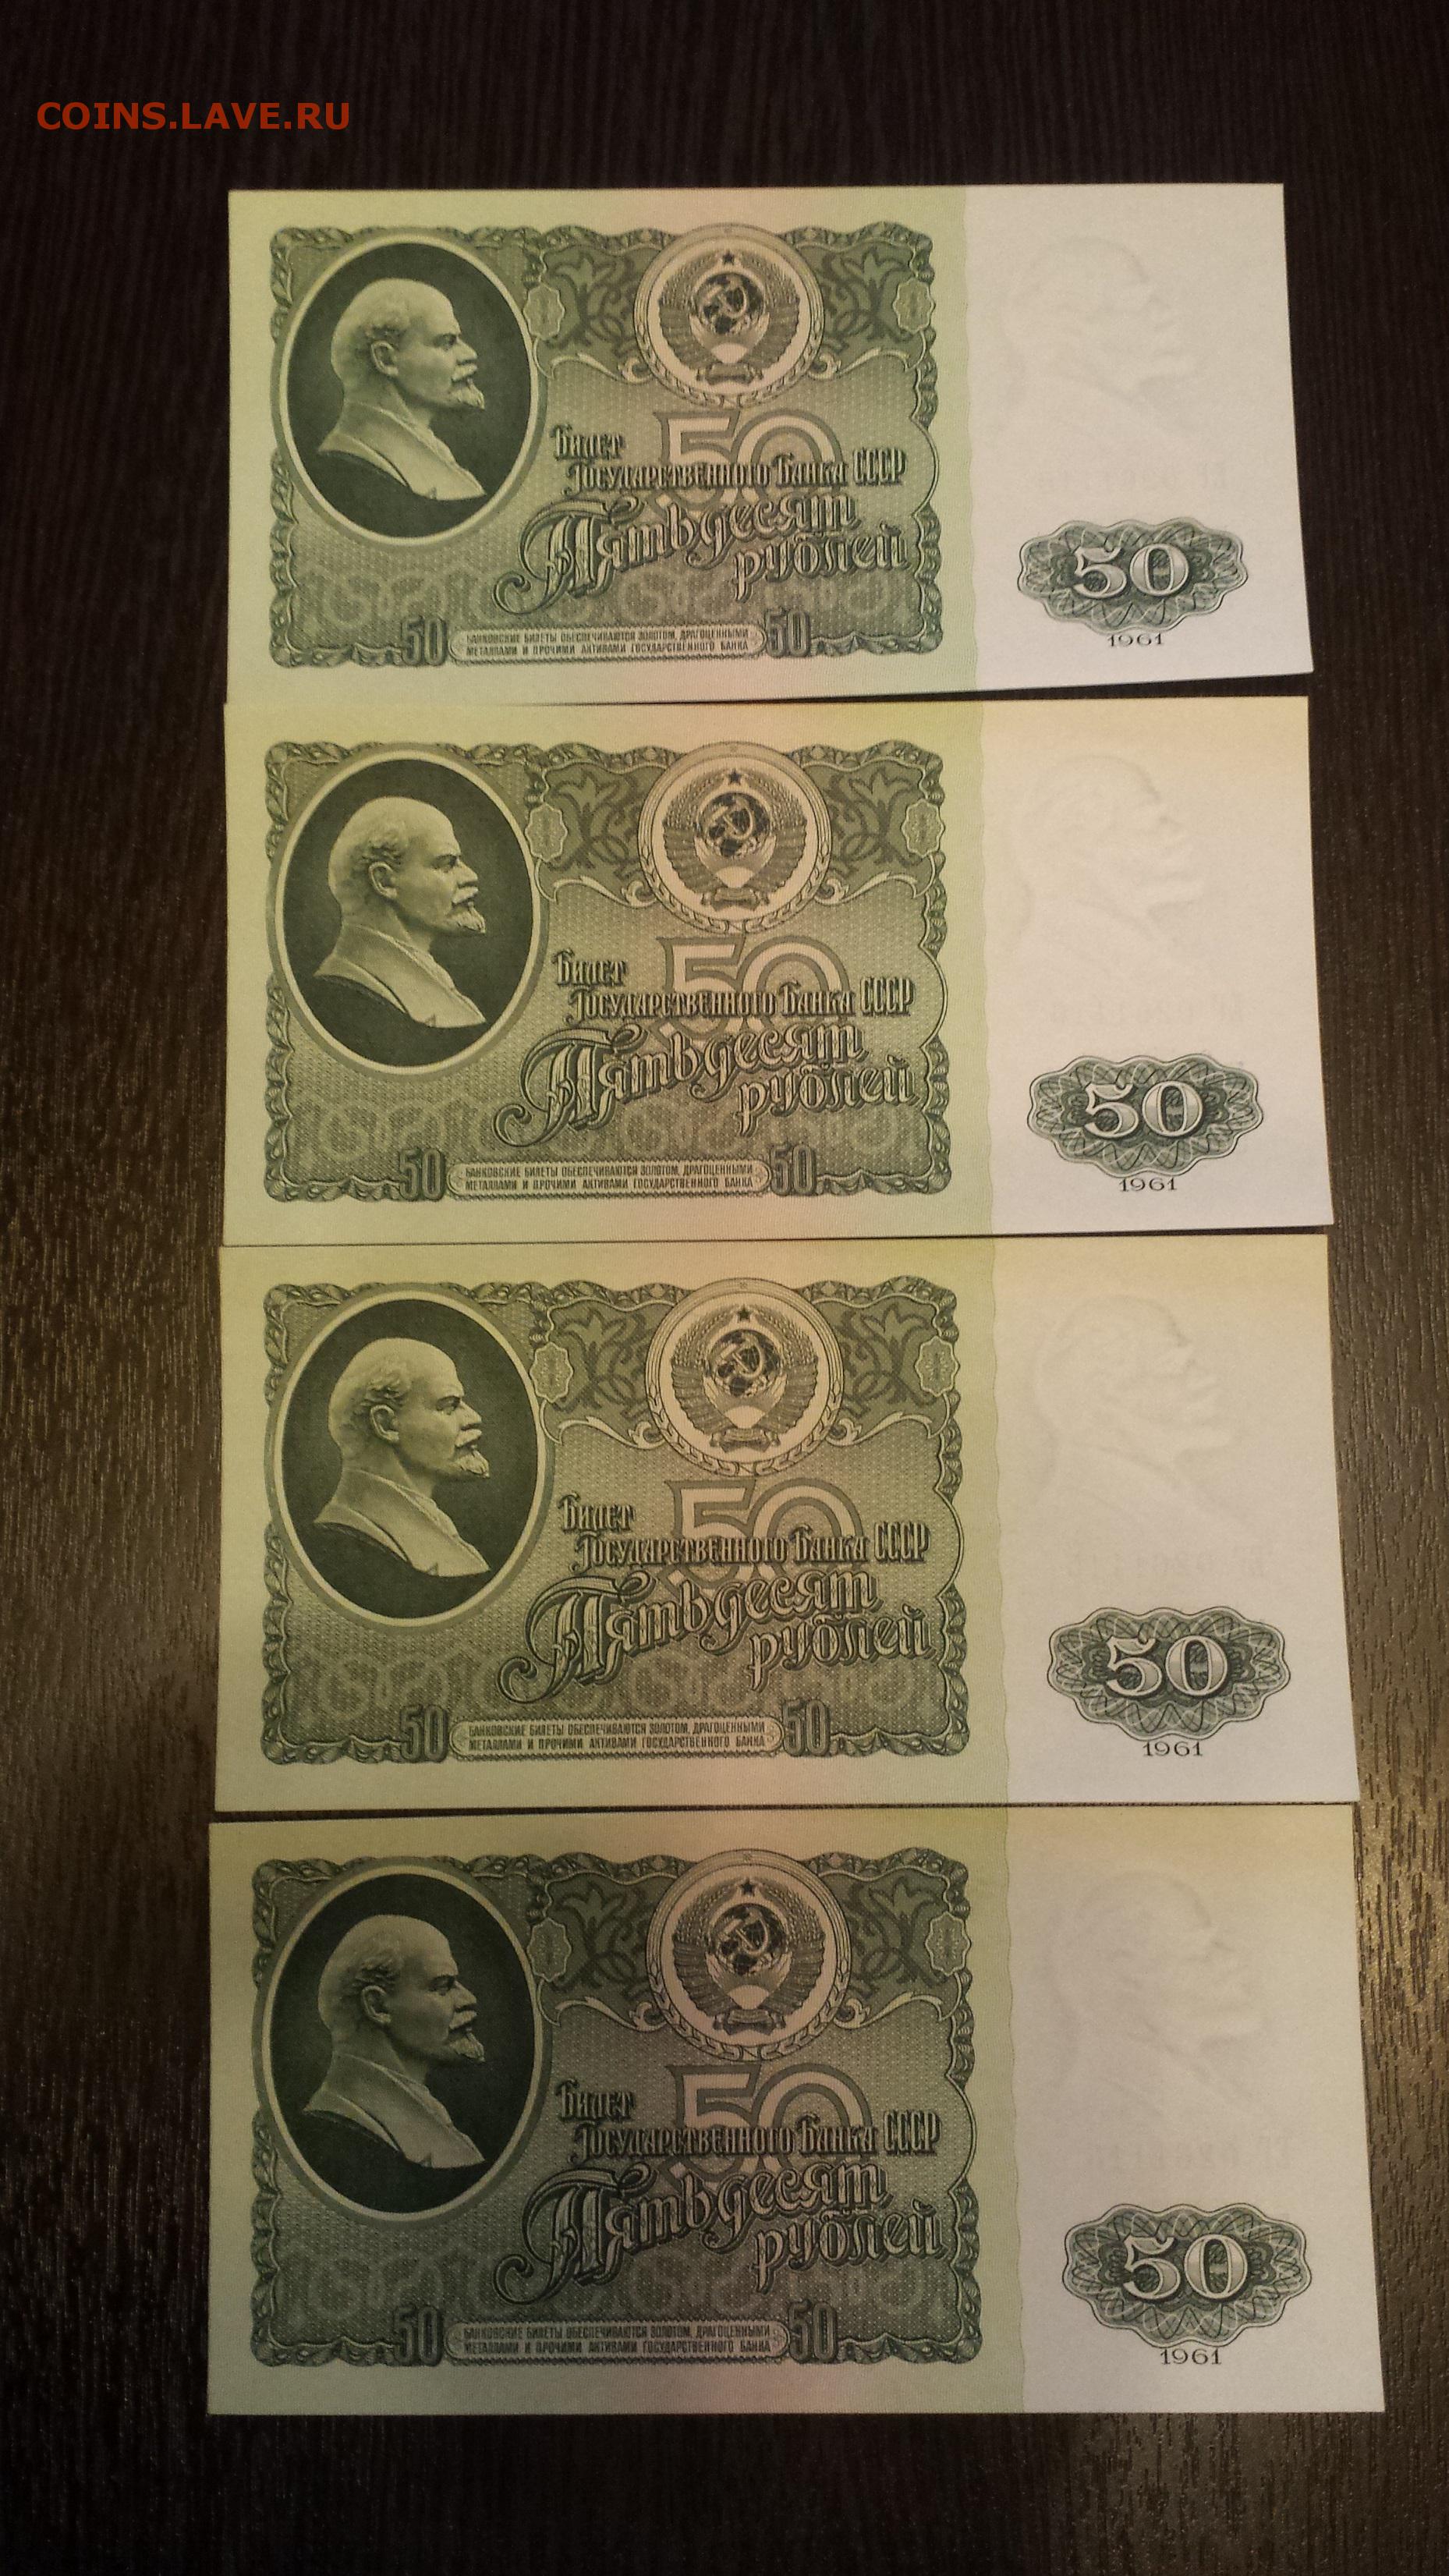 COINS.LAVE.RU
50
Билет
Государственного Банка СССР
Пятьдесят
рублей
50
50
БАНКОВСКИЕ БИЛЕТЫ ОБЕСПЕЧИВАЮТСЯ ЗОЛОТОМ, ДРАГОЦЕННЫМИ
МЕТАЛЛАМИ И ПРОЧИМИ АКТИВАМИ ГОСУДАРСТВЕННОГО БАНКА
50
1961
50
Билет
Государственного Банка СССР
Пятьдесят
рублей
50
50
БАНКОВСКИЕ БИЛЕТЫ ОБЕСПЕЧИВАЮТСЯ ЗОЛОТОМ, ДРАГОЦЕННЫМИ
МЕТАЛЛАМИ И ПРОЧИМИ АКТИВАМИ ГОСУДАРСТВЕННОГО БАНКА
50
1961
50
Билет
Государственного Банка СССР
Пятьдесят
рублей
50
50
БАНКОВСКИЕ БИЛЕТЫ ОБЕСПЕЧИВАЮТСЯ ЗОЛОТОМ, ДРАГОЦЕННЫМИ
МЕТАЛЛАМИ И ПРОЧИМИ АКТИВАМИ ГОСУДАРСТВЕННОГО БАНКА
50
1961
50
Билет
Государственного Банка СССР
Пятьдесят
рублей
50
50
БАНКОВСКИЕ БИЛЕТЫ ОБЕСПЕЧИВАЮТСЯ ЗОЛОТОМ, ДРАГОЦЕННЫМИ
МЕТАЛЛАМИ И ПРОЧИМИ АКТИВАМИ ГОСУДАРСТВЕННОГО БАНКА
50
1961